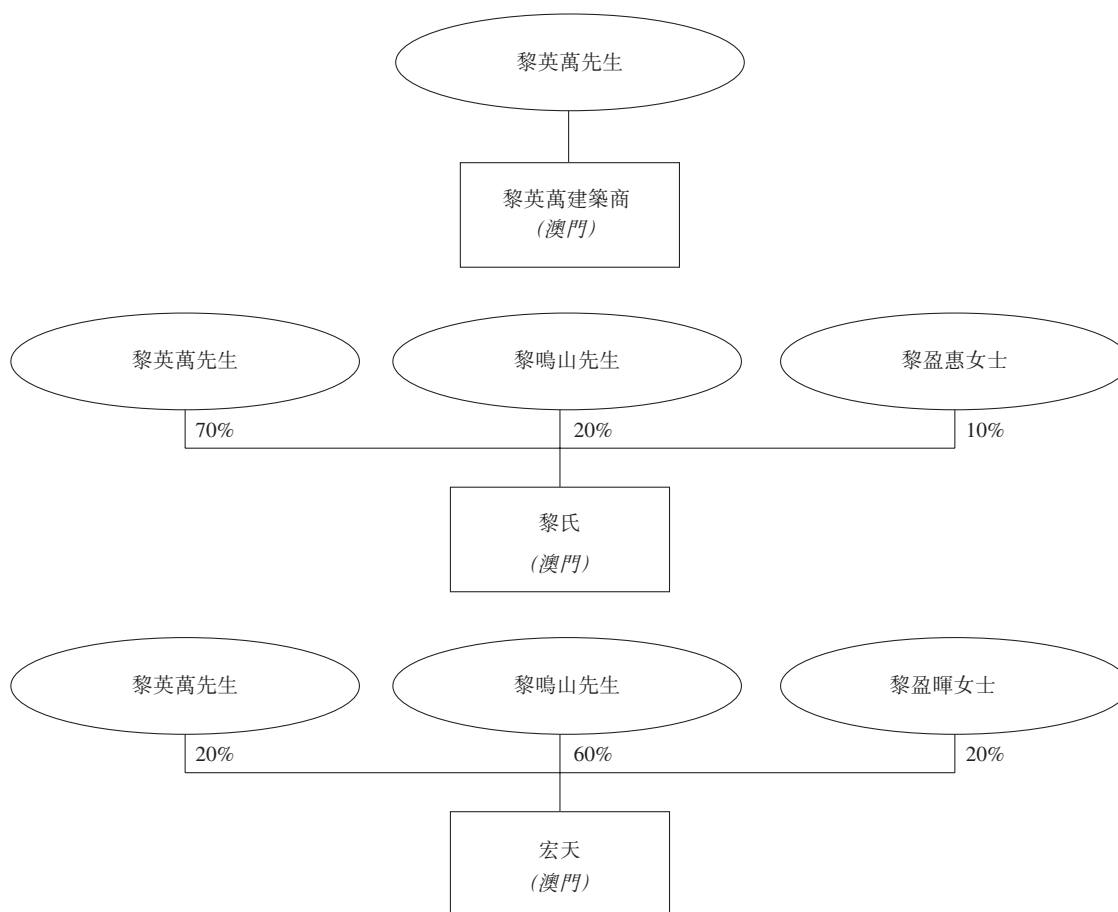 黎英萬先生
黎英萬建築商
(澳門)
黎英萬先生
黎鳴山先生
黎盈惠女士
70%
20%
10%
黎氏
(澳門)
黎英萬先生
黎鳴山先生
黎盈暉女士
20%
60%
20%
宏天
(澳門)